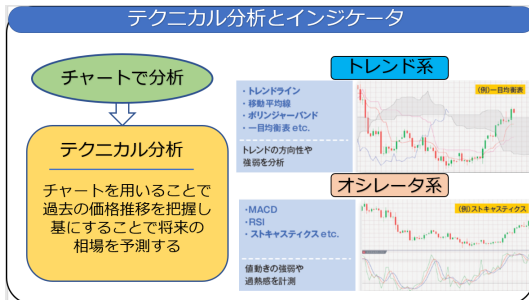 テクニカル分析とインジケータ
チャートで分析
テクニカル分析
チャートを用いることで
過去の価格推移を把握し
基にすることで将来の
相場を予測する
トレンド系
・トレンドライン
・移動平均線
・ボリンジャーバンド
・一目均衡表 etc.
トレンドの方向性や
強弱を分析
(例)一目均衡表
オシレータ系
・MACD
・RSI
・ストキャスティクス etc.
値動きの強弱や
過熱感を計測
(例)ストキャスティクス